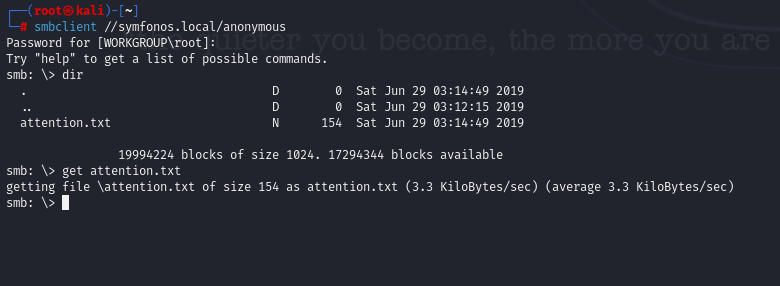 ┌──(root㉿kali)-[~]
└─# smbclient //symfonos.local/anonymous
Password for [WORKGROUP\root]:
quieter you become, the more you are
Try "help" to get a list of possible commands.
smb: \> dir
  .                                   D        0  Sat Jun 29 03:14:49 2019
  ..                                  D        0  Sat Jun 29 03:12:15 2019
  attention.txt                       N      154  Sat Jun 29 03:14:49 2019

                19994224 blocks of size 1024. 17294344 blocks available
smb: \> get attention.txt
getting file \attention.txt of size 154 as attention.txt (3.3 KiloBytes/sec) (average 3.3 KiloBytes/sec)
smb: \>